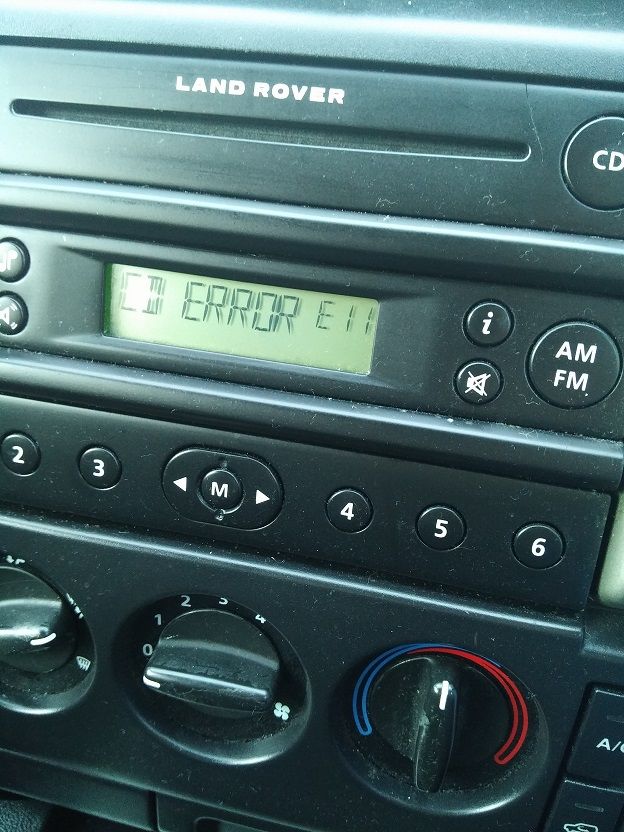 LAND ROVER
CD
CD ERROR E11
i
AM
FM
2 3 M 4 5 6
0 1 2 3 4
A/C